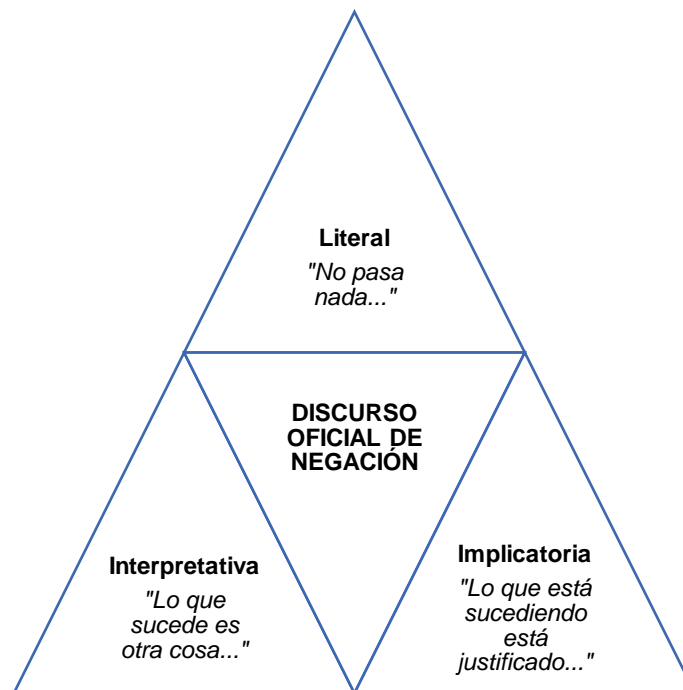 Literal
"No pasa
nada..."
DISCURSO
OFICIAL DE
NEGACIÓN
Interpretativa
"Lo que
sucede es
otra cosa..."
Implicatoria
"Lo que está
sucediendo
está
justificado..."